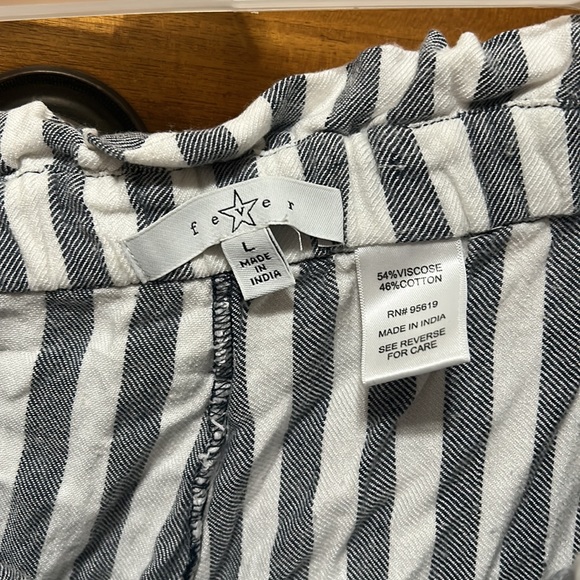 fever
L
MADE
IN
INDIA
54%VISCOSE
46%COTTON
RN# 95619
MADE IN INDIA
SEE REVERSE
FOR CARE